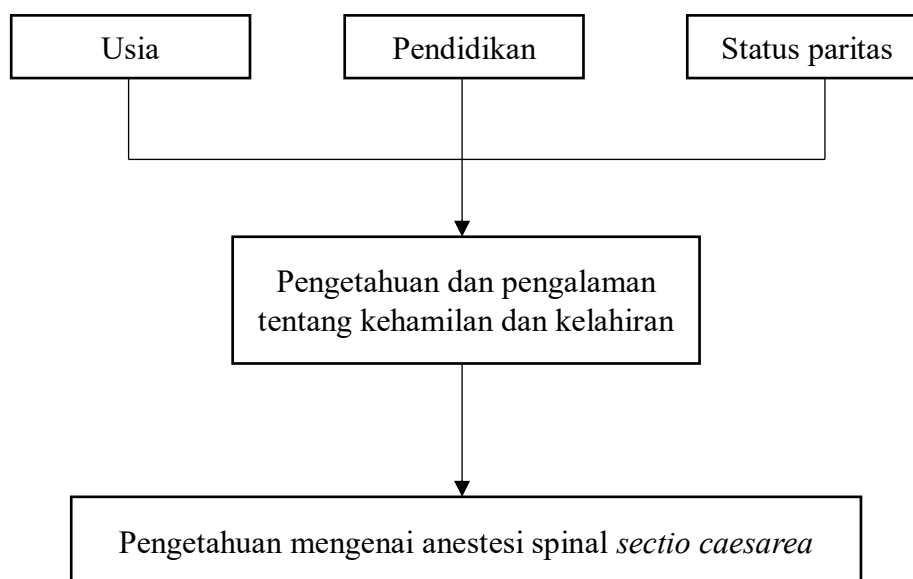 Usia
Pendidikan
Status paritas
Pengetahuan dan pengalaman
tentang kehamilan dan kelahiran
Pengetahuan mengenai anestesi spinal sectio caesarea